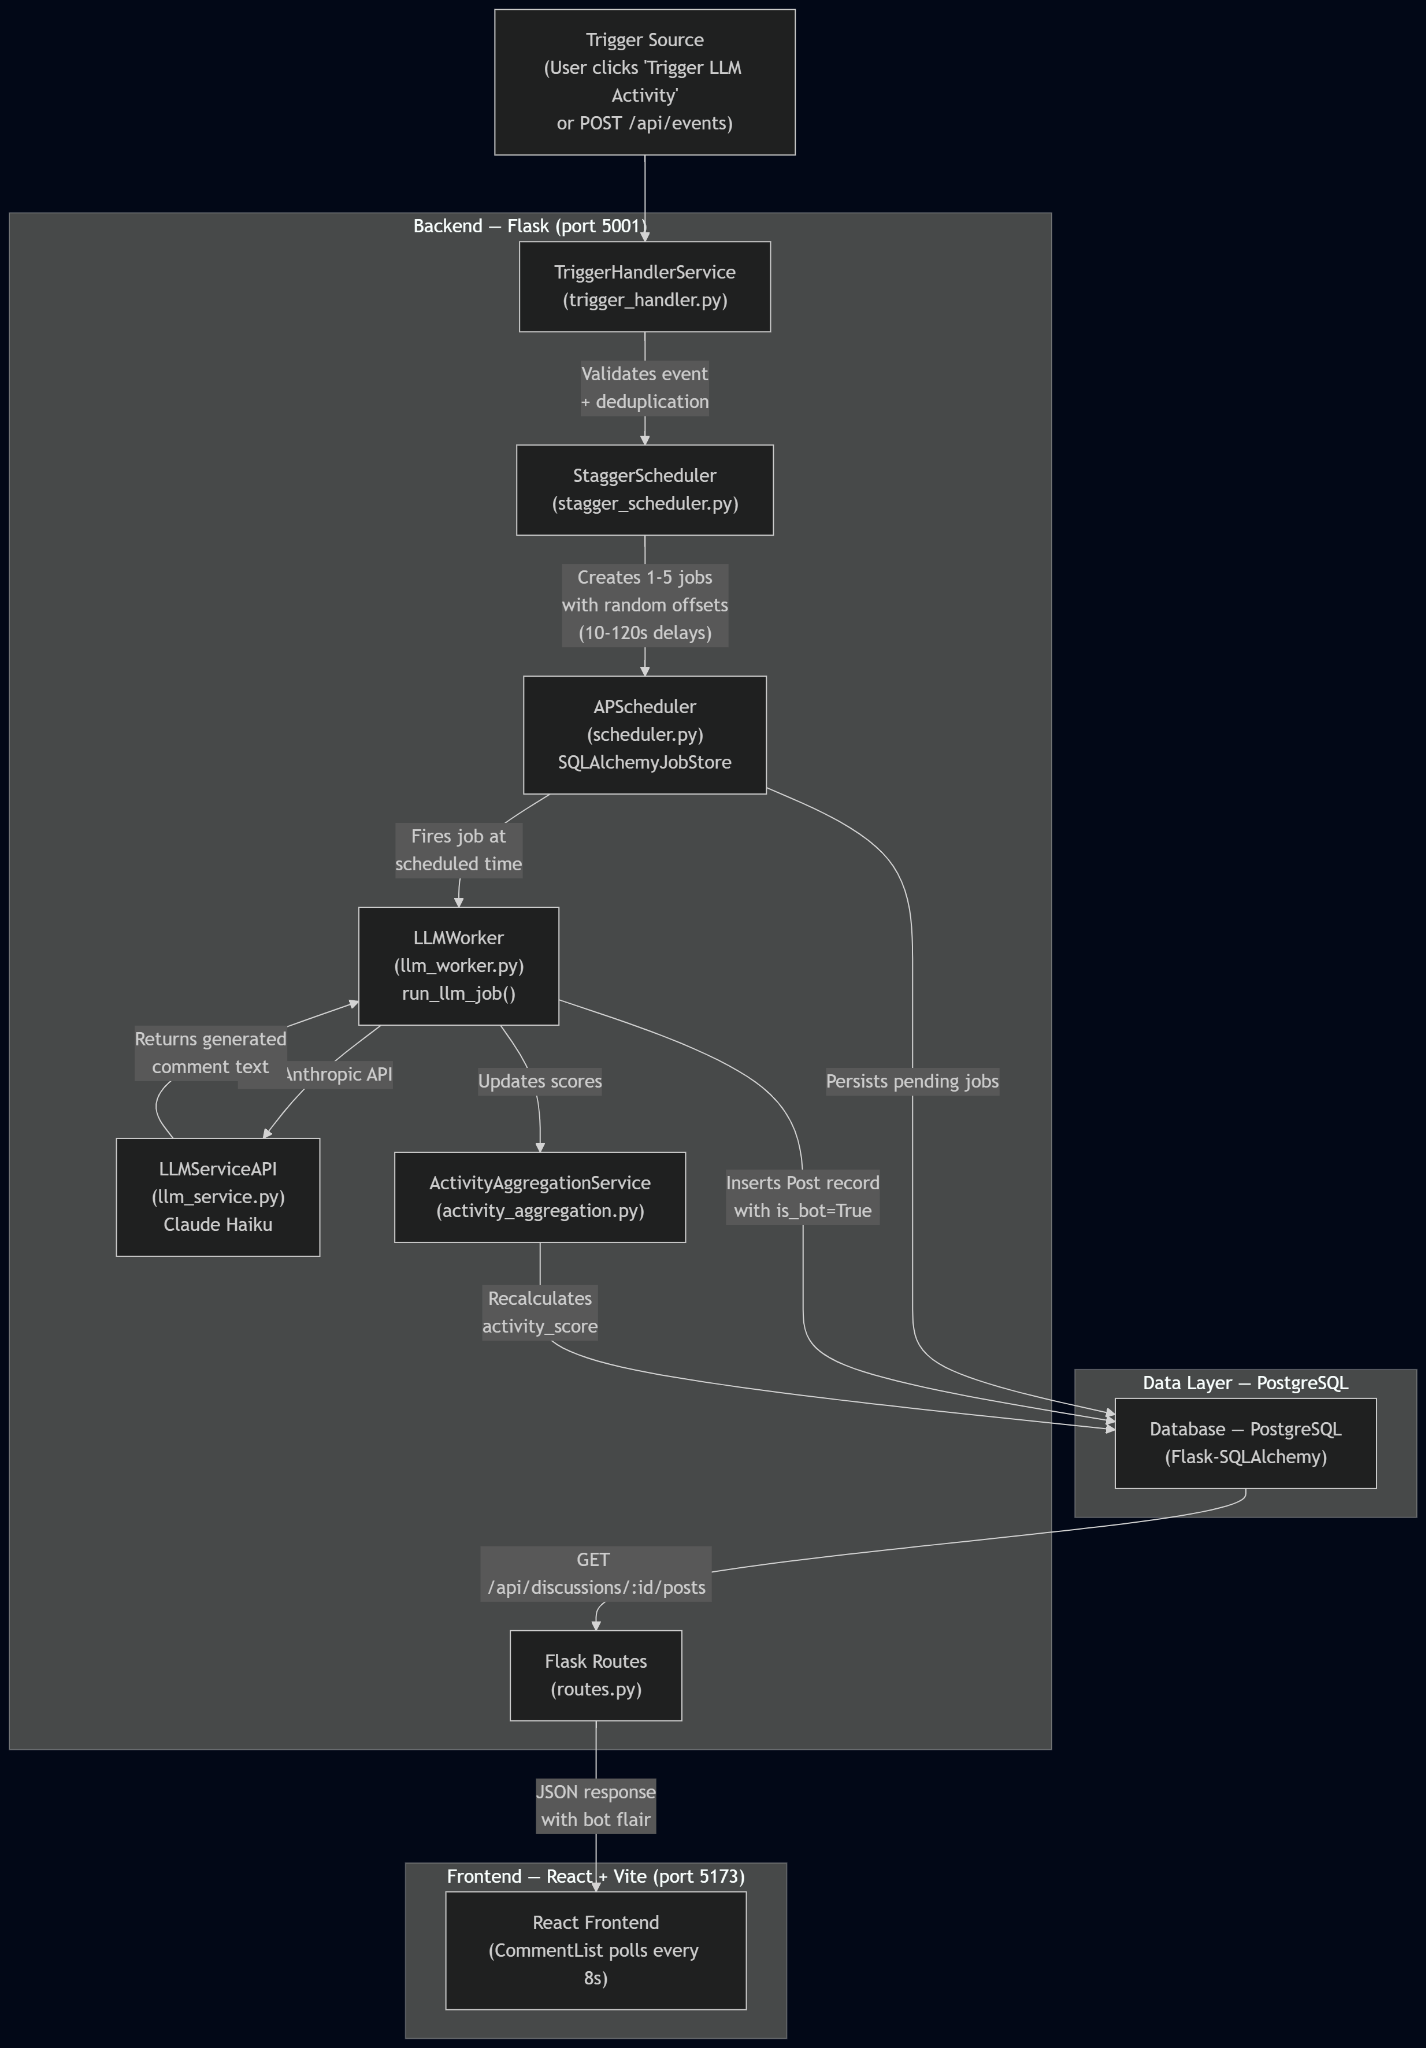 Trigger Source
(User clicks 'Trigger LLM
Activity'
or POST /api/events)
Backend – Flask (port 5001)
TriggerHandlerService
(trigger_handler.py)
Validates event
+ deduplication
StaggerScheduler
(stagger_scheduler.py)
Creates 1-5 jobs
with random offsets
(10-120s delays)
APScheduler
(scheduler.py)
SQLAlchemyJobStore
Fires job at
scheduled time
LLMWorker
(llm_worker.py)
run_llm_job()
Returns generated
comment text
Anthropic API
Updates scores
Persists pending jobs
LLMServiceAPI
(llm_service.py)
Claude Haiku
ActivityAggregationService
(activity_aggregation.py)
Inserts Post record
with is_bot=True
Recalculates
activity_score
Data Layer – PostgreSQL
Database – PostgreSQL
(Flask-SQLAlchemy)
GET
/api/discussions/:id/posts
Flask Routes
(routes.py)
JSON response
with bot flair
Frontend – React + Vite (port 5173)
React Frontend
(CommentList polls every
8s)